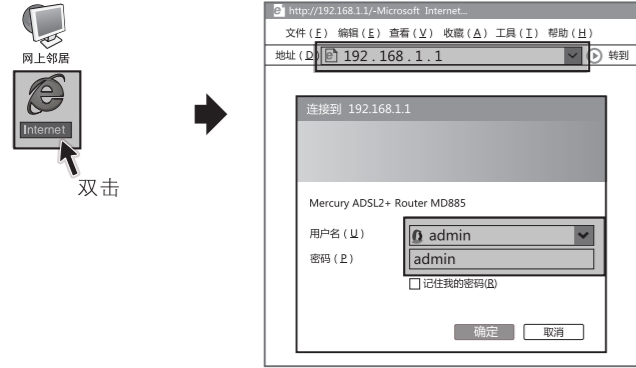 网上邻居
Internet
双击
http://192.168.1.1/-Microsoft Internet...
文件(F) 编辑(E) 查看(V) 收藏(A) 工具(T) 帮助(H)
地址(D) 192.168.1.1 转到
连接到 192.168.1.1
Mercury ADSL2+ Router MD885
用户名(U) admin
密码(P) admin
记住我的密码(R)
确定 取消